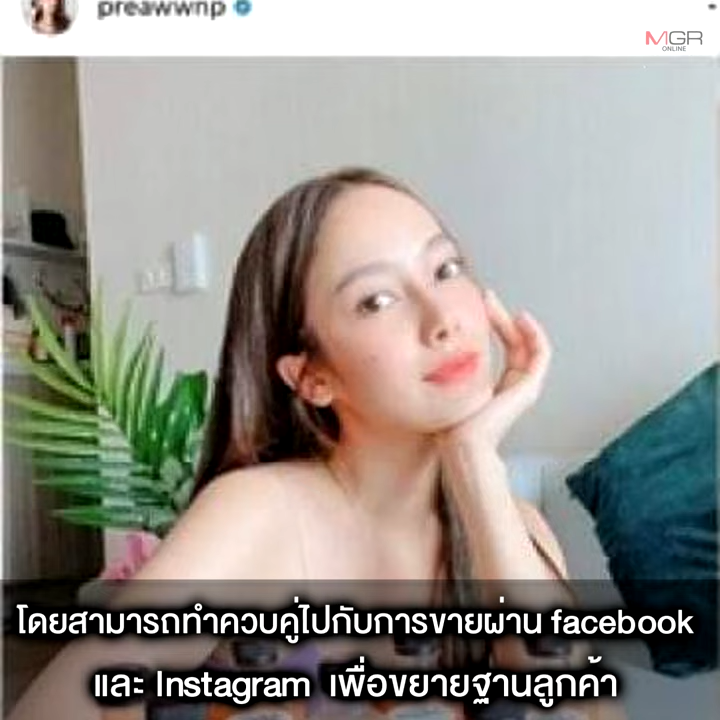 preawwnp
MGR
ONLINE
โดยสามารถทำควบคู่ไปกับการขายผ่าน facebook
และ Instagram เพื่อขยายฐานลูกค้า